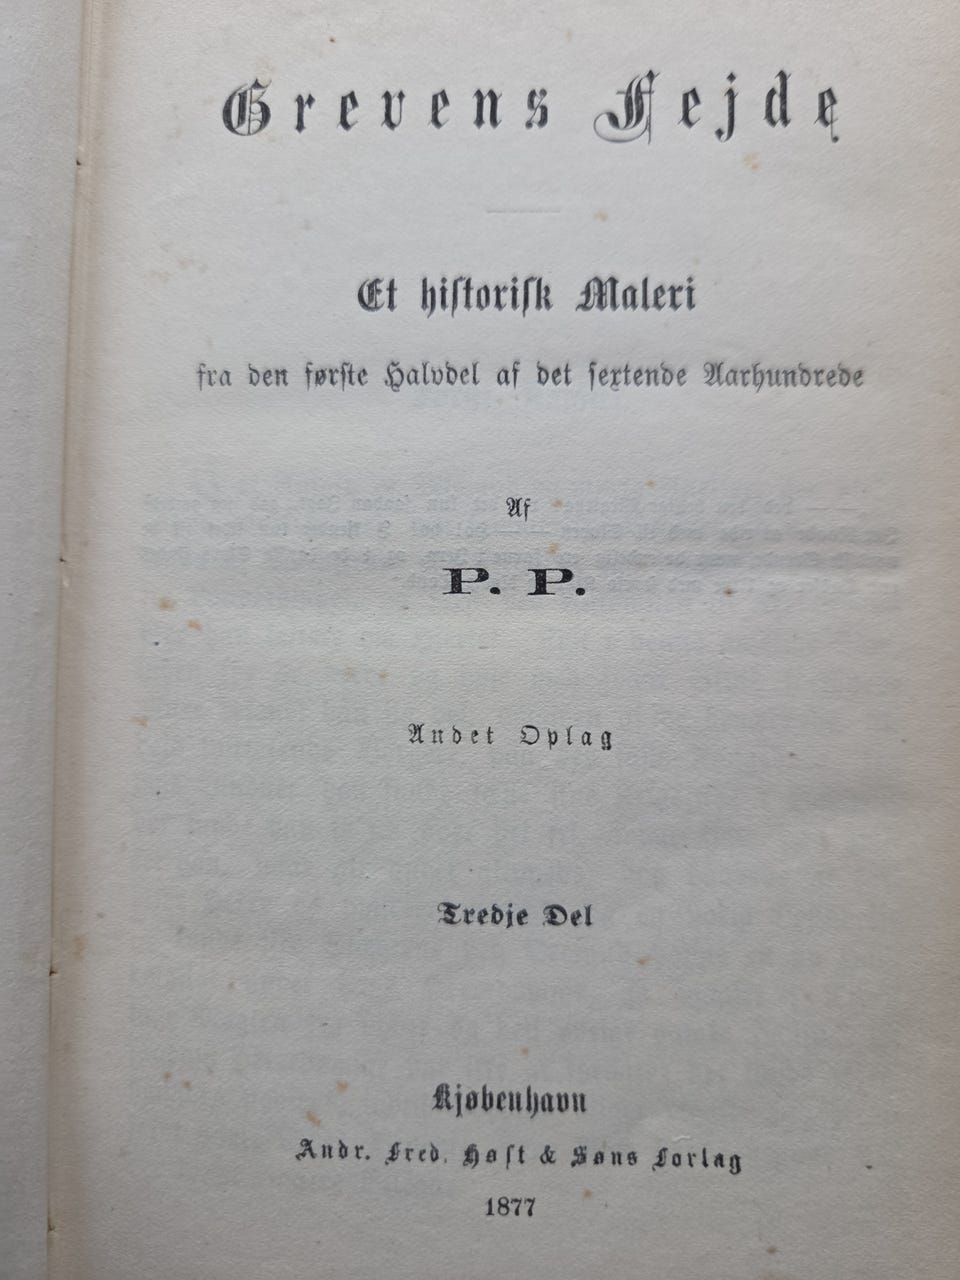 Grevens Fejde
Et historisk Maleri
fra den første Halvdel af det sextende Aarhundrede
Af
P. P.
Andet Oplag
Tredje Del
Kjøbenhavn
Andr. Fred. Høst & Søns Forlag
1877